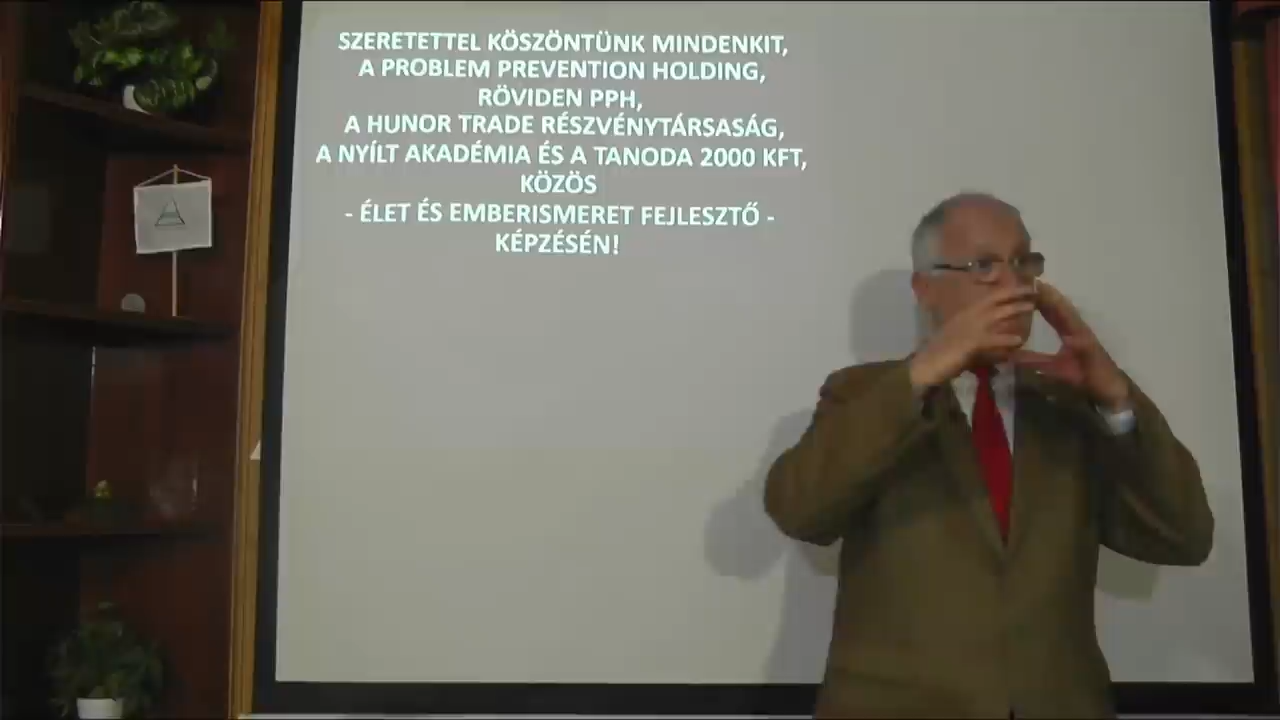 SZERETETTEL KÖSZÖNTÜNK MINDENKIT,
A PROBLEM PREVENTION HOLDING,
RÖVIDEN PPH,
A HUNOR TRADE RÉSZVÉNYTÁRSASÁG,
A NYÍLT AKADÉMIA ÉS A TANODA 2000 KFT,
KÖZÖS
- ÉLET ÉS EMBERISMERET FEJLESZTŐ -
KÉPZÉSÉN!